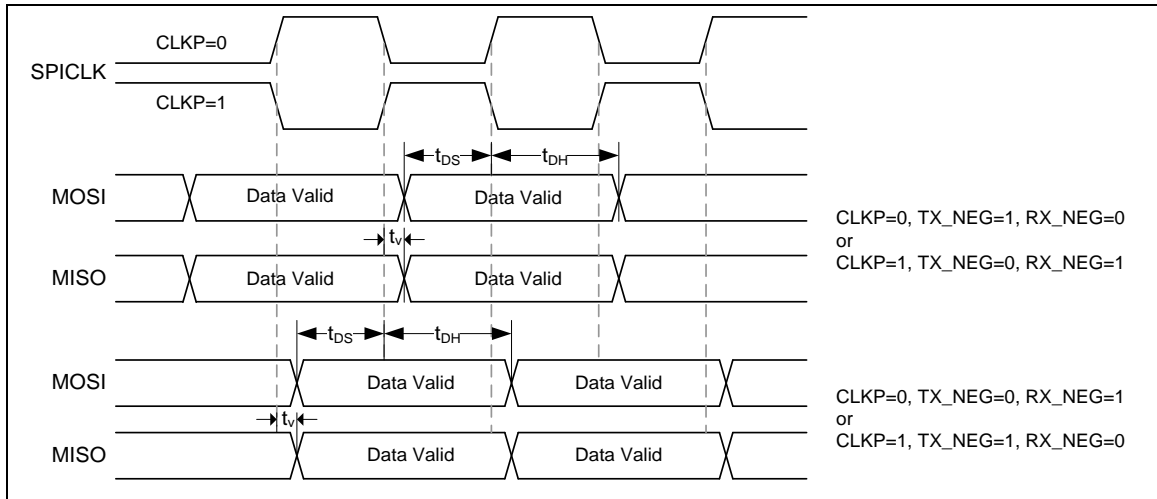 CLKP=0
SPICLK
CLKP=1
tDS
tDH
MOSI
Data Valid
Data Valid
CLKP=0, TX_NEG=1, RX_NEG=0
or
CLKP=1, TX_NEG=0, RX_NEG=1
tv
MISO
Data Valid
Data Valid
tDS
tDH
MOSI
Data Valid
Data Valid
CLKP=0, TX_NEG=0, RX_NEG=1
or
CLKP=1, TX_NEG=1, RX_NEG=0
tv
MISO
Data Valid
Data Valid